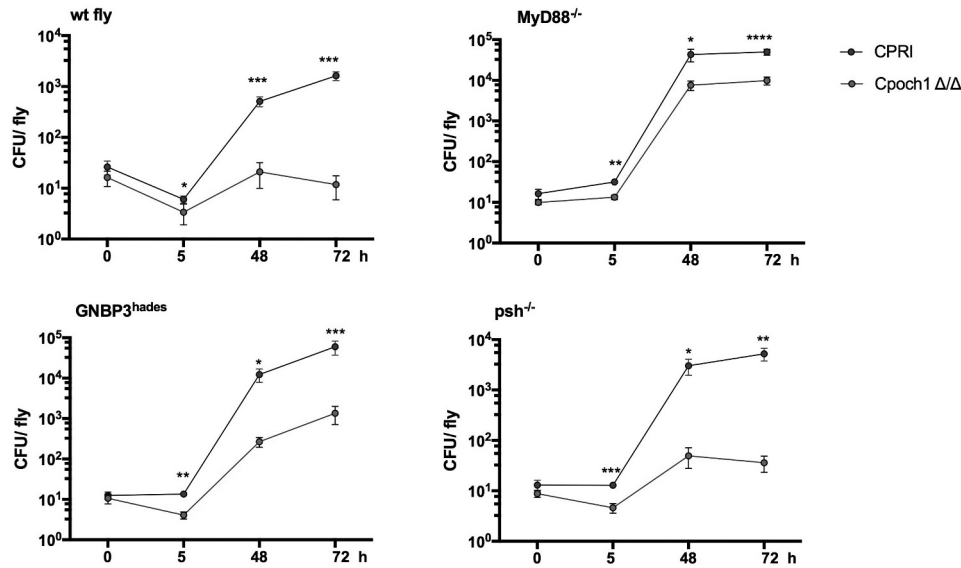 wt fly
10⁴
10³
10²
10¹
10⁰
CFU/ fly
***
***
*
0 5 48 72 h
MyD88-/-
10⁵
10⁴
10³
10²
10¹
10⁰
CFU/ fly
*
****
**
0 5 48 72 h
CPRI
Cpoch1 Δ/Δ
GNBP3hades
10⁵
10⁴
10³
10²
10¹
10⁰
CFU/ fly
***
*
**
0 5 48 72 h
psh-/-
10⁴
10³
10²
10¹
10⁰
CFU/ fly
**
*
***
0 5 48 72 h